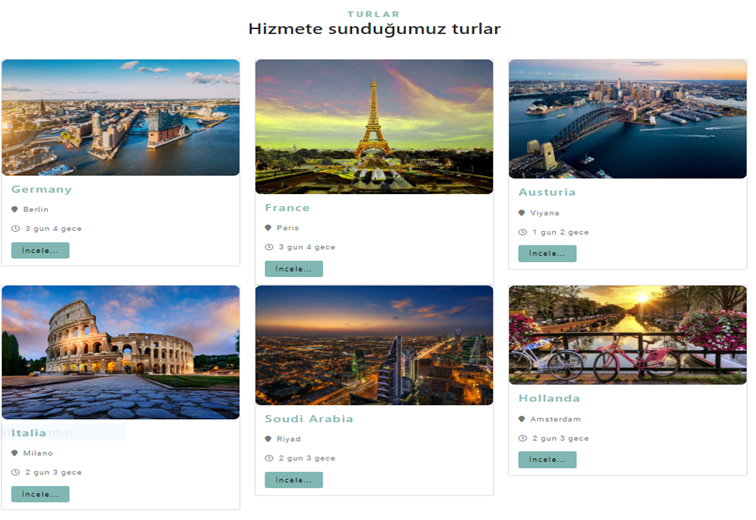 TURLAR
Hizmete sunduğumuz turlar
Germany
Berlin
3 gun 4 gece
İncele...
France
Paris
3 gun 4 gece
İncele...
Austuria
Viyana
1 gun 2 gece
İncele...
Italia
Milano
2 gun 3 gece
İncele...
Soudi Arabia
Riyad
2 gun 3 gece
İncele...
Hollanda
Amsterdam
2 gun 3 gece
İncele...